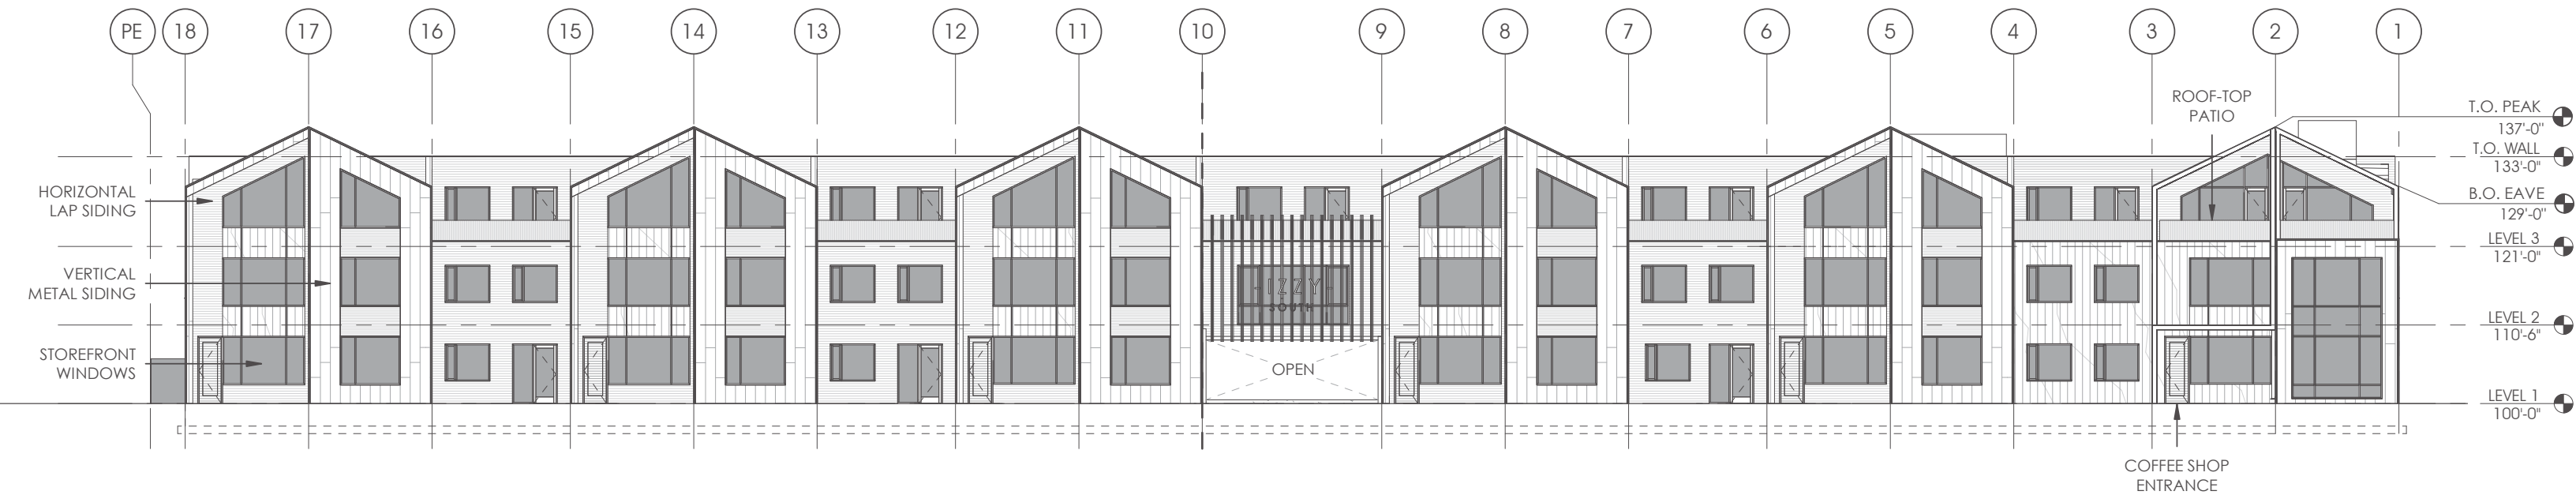 PE 18 17 16 15 14 13 12 11 10 9 8 7 6 5 4 3 2 1
ROOF-TOP
PATIO
T.O. PEAK
137'-0"
T.O. WALL
133'-0"
B.O. EAVE
129'-0"
LEVEL 3
121'-0"
LEVEL 2
110'-6"
LEVEL 1
100'-0"
HORIZONTAL
LAP SIDING
VERTICAL
METAL SIDING
STOREFRONT
WINDOWS
IZZY
SOUTH
OPEN
COFFEE SHOP
ENTRANCE